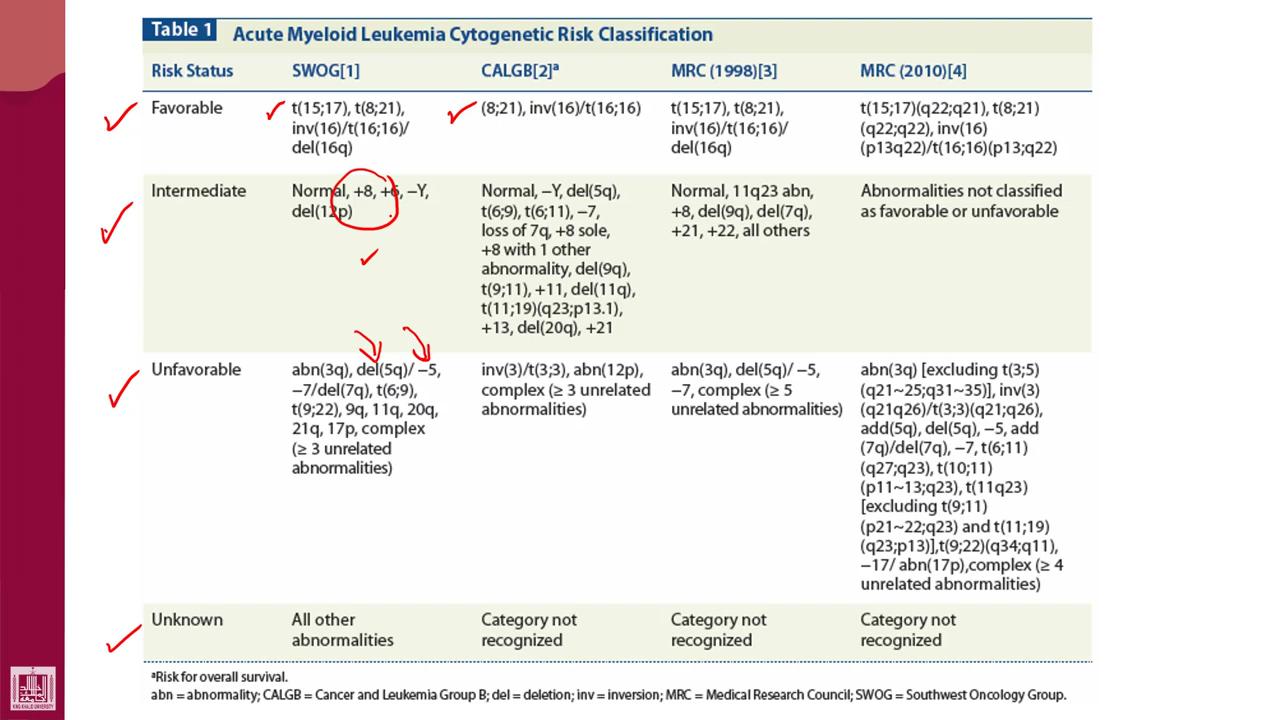 Table 1 Acute Myeloid Leukemia Cytogenetic Risk Classification
Risk Status SWOG[1] CALGB[2]ª MRC (1998)[3] MRC (2010)[4]
Favorable
t(15;17), t(8;21),
inv(16)/t(16;16)/
del(16q)
(8;21), inv(16)/t(16;16)
t(15;17), t(8;21),
inv(16)/t(16;16)/
del(16q)
t(15;17)(q22;q21), t(8;21)
(q22;q22), inv(16)
(p13q22)/t(16;16)(p13;q22)
Intermediate
Normal, +8, +6, −Y,
del(12p)
Normal, −Y, del(5q),
t(6;9), t(6;11), −7,
loss of 7q, +8 sole,
+8 with 1 other
abnormality, del(9q),
t(9;11), +11, del(11q),
t(11;19)(q23;p13.1),
+13, del(20q), +21
Normal, 11q23 abn,
+8, del(9q), del(7q),
+21, +22, all others
Abnormalities not classified
as favorable or unfavorable
Unfavorable
abn(3q), del(5q)/ −5,
−7/del(7q), t(6;9),
t(9;22), 9q, 11q, 20q,
21q, 17p, complex
(≥ 3 unrelated
abnormalities)
inv(3)/t(3;3), abn(12p),
complex (≥ 3 unrelated
abnormalities)
abn(3q), del(5q)/ −5,
−7, complex (≥ 5
unrelated abnormalities)
abn(3q) [excluding t(3;5)
(q21~25;q31~35)], inv(3)
(q21q26)/t(3;3)(q21;q26),
add(5q), del(5q), −5, add
(7q)/del(7q), −7, t(6;11)
(q27;q23), t(10;11)
(p11~13;q23), t(11q23)
[excluding t(9;11)
(p21~22;q23) and t(11;19)
(q23;p13)],t(9;22)(q34;q11),
−17/ abn(17p),complex (≥ 4
unrelated abnormalities)
Unknown
All other
abnormalities
Category not
recognized
Category not
recognized
Category not
recognized
ªRisk for overall survival.
abn = abnormality; CALGB = Cancer and Leukemia Group B; del = deletion; inv = inversion; MRC = Medical Research Council; SWOG = Southwest Oncology Group.
KING KHALID UNIVERSITY